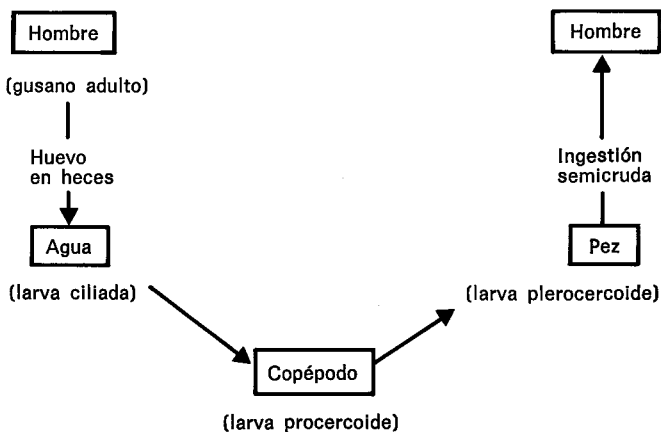 Hombre
(gusano adulto)
Huevo
en heces
Agua
(larva ciliada)
Copépodo
(larva procercoide)
Hombre
Ingestión
semicruda
Pez
(larva plerocercoide)